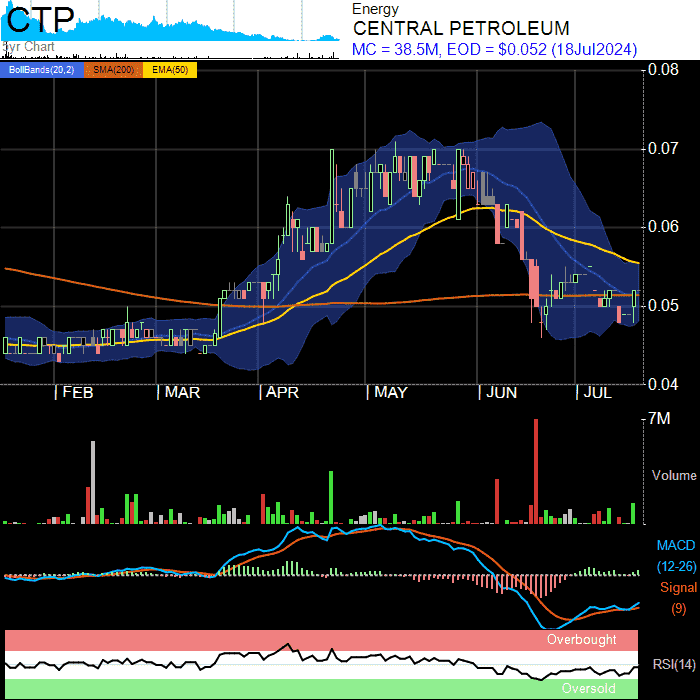 CTP
5yr Chart
Energy
CENTRAL PETROLEUM
MC = 38.5M, EOD = $0.052 (18Jul2024)
BollBands(20,2) SMA(200) EMA(50)
0.08
0.07
0.06
0.05
0.04
FEB MAR APR MAY JUN JUL
7M
Volume
MACD
(12-26)
Signal
(9)
Overbought
RSI(14)
Oversold